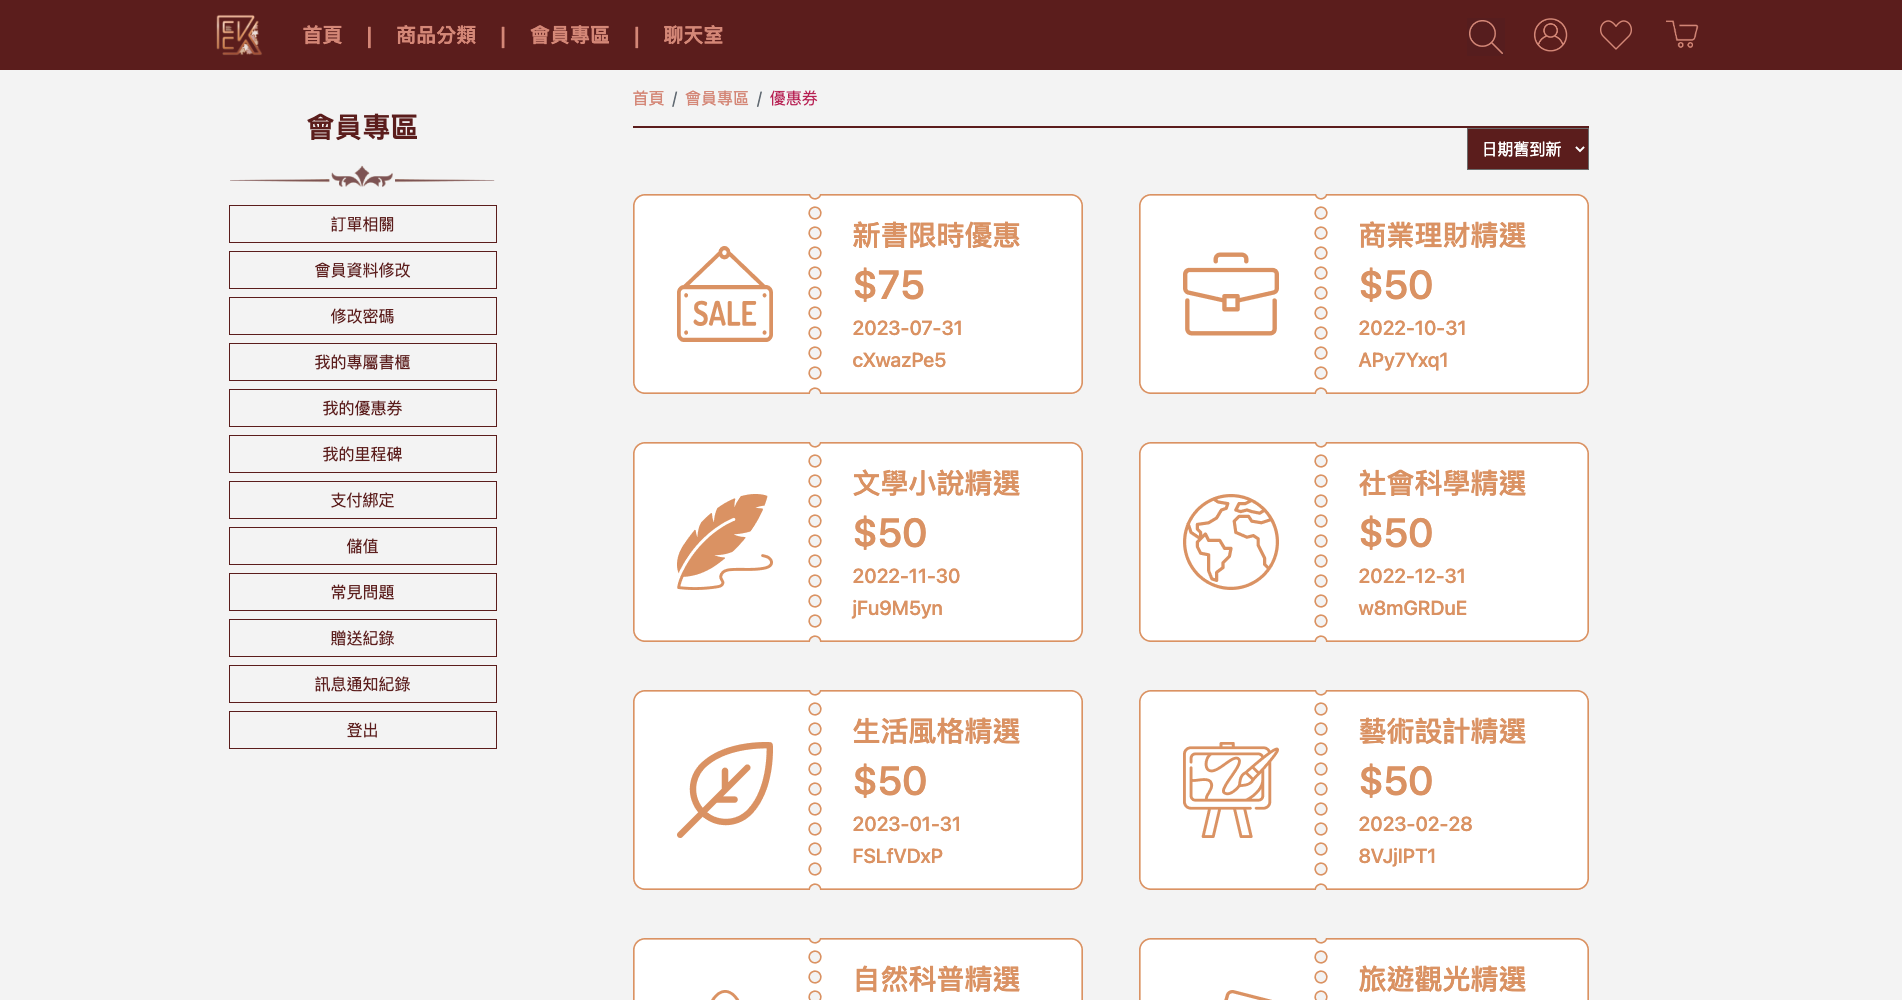 首頁 | 商品分類 | 會員專區 | 聊天室
首頁 / 會員專區 / 優惠券
會員專區
訂單相關
會員資料修改
修改密碼
我的專屬書櫃
我的優惠券
我的里程碑
支付綁定
儲值
常見問題
贈送紀錄
訊息通知紀錄
登出
日期舊到新
SALE
新書限時優惠
$75
2023-07-31
cXwazPe5
商業理財精選
$50
2022-10-31
APy7Yxq1
文學小說精選
$50
2022-11-30
jFu9M5yn
社會科學精選
$50
2022-12-31
w8mGRDuE
生活風格精選
$50
2023-01-31
FSLfVDxP
藝術設計精選
$50
2023-02-28
8VJjIPT1
自然科普精選
旅遊觀光精選